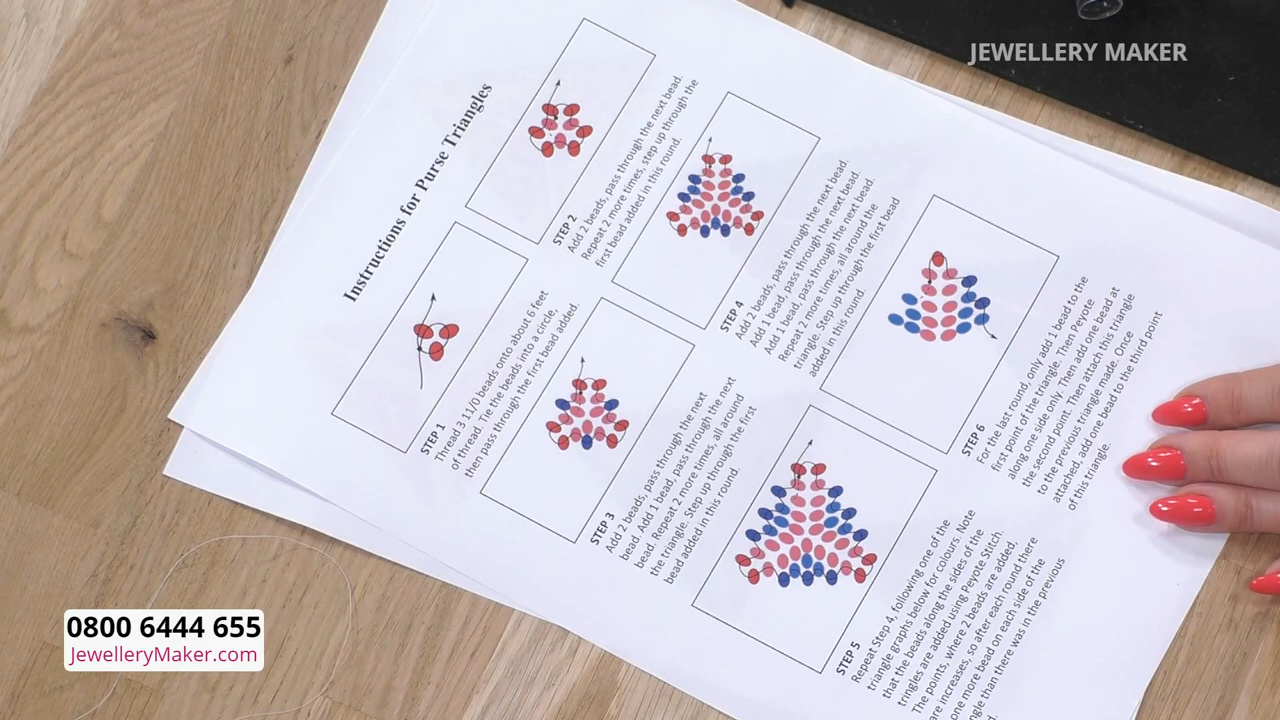 JEWELLERY MAKER
Instructions for Purse Triangles
STEP 1
Thread 3 11/0 beads onto about 6 feet
of thread. Tie the beads into a circle,
then pass through the first bead added.
STEP 2
Add 2 beads, pass through the next bead.
Repeat 2 more times, step up through the
first bead added in this round.
STEP 3
Add 2 beads, pass through the next
bead. Add 1 bead, pass through the next
bead. Repeat 2 more times, all around
the triangle. Step up through the first
bead added in this round.
STEP 4
Add 2 beads, pass through the next bead.
Add 1 bead, pass through the next bead.
Add 1 bead, pass through the next bead.
Repeat 2 more times, all around the
triangle. Step up through the first bead
added in this round.
STEP 5
Repeat Step 4, following one of the
triangle graphs below for colours. Note
that the beads along the sides of the
tringles are added using Peyote Stitch.
The points, where 2 beads are added,
are increases, so after each round there
one more bead on each side of the
than there was in the previous
STEP 6
For the last round, only add 1 bead to the
first point of the triangle. Then Peyote
along one side only. Then add one bead at
the second point. Then attach this triangle
to the previous triangle made. Once
attached, add one bead to the third point
of this triangle.
0800 6444 655
JewelleryMaker.com